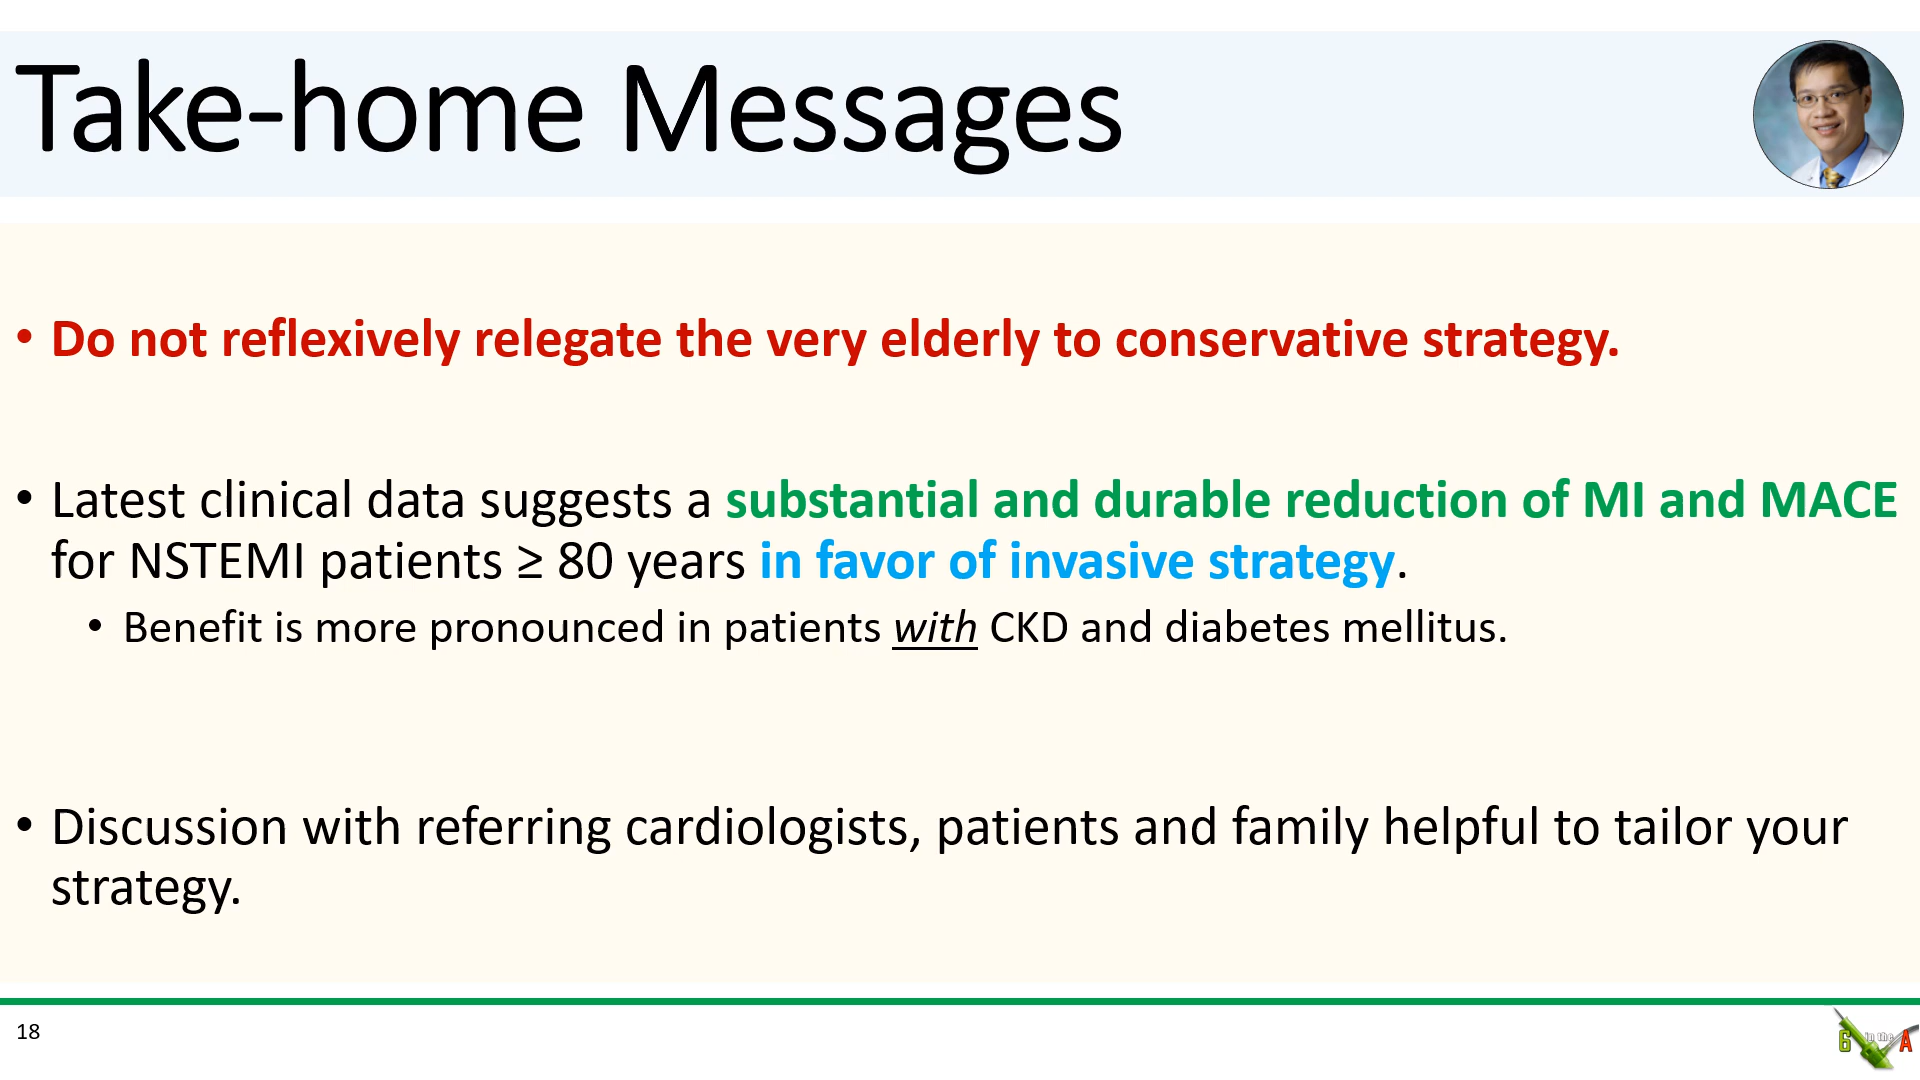 Take-home Messages
• Do not reflexively relegate the very elderly to conservative strategy.
• Latest clinical data suggests a substantial and durable reduction of MI and MACE
for NSTEMI patients ≥ 80 years in favor of invasive strategy.
• Benefit is more pronounced in patients with CKD and diabetes mellitus.
• Discussion with referring cardiologists, patients and family helpful to tailor your
strategy.
18
6 in the A